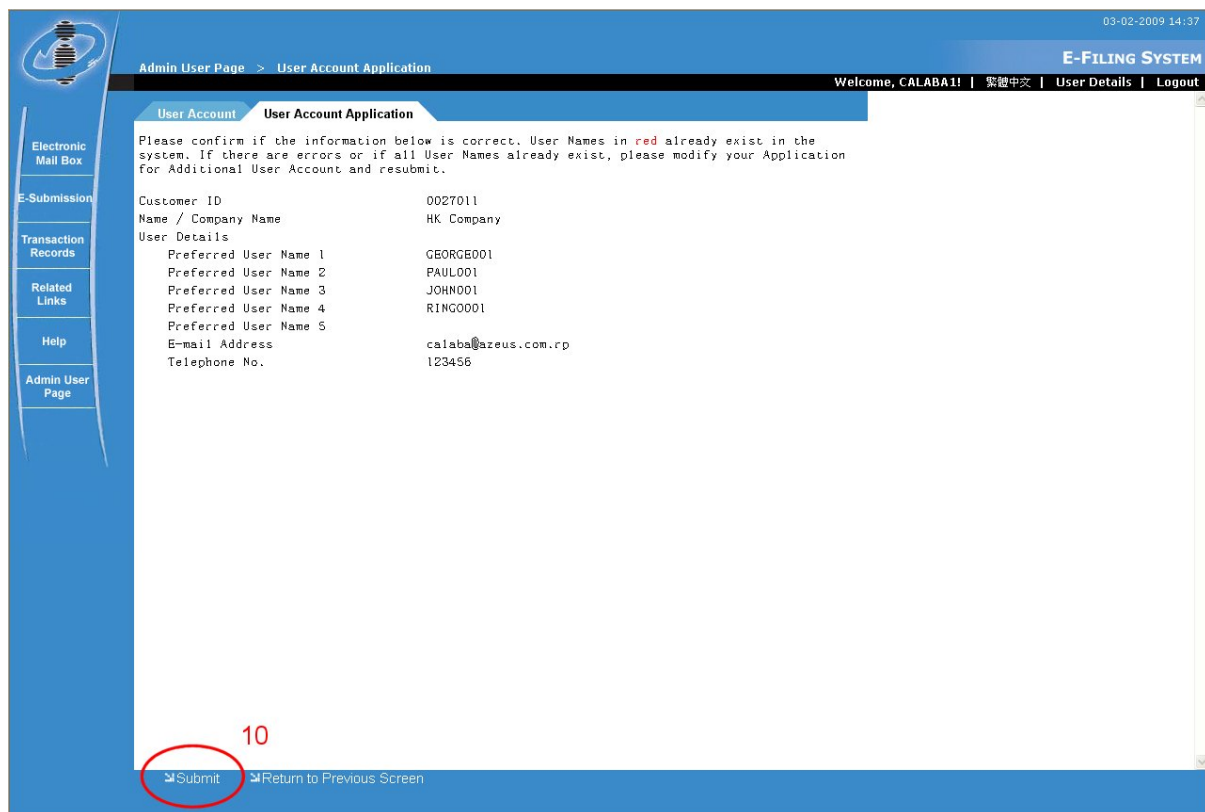 03-02-2009 14:37
E-FILING SYSTEM
Admin User Page > User Account Application
Welcome, CALABA1! | 繁體中文 | User Details | Logout
User Account User Account Application
Please confirm if the information below is correct. User Names in red already exist in the
system. If there are errors or if all User Names already exist, please modify your Application
for Additional User Account and resubmit.
Electronic
Mail Box
E-Submission
Transaction
Records
Related
Links
Help
Admin User
Page
Customer ID 0027011
Name / Company Name HK Company
User Details
Preferred User Name 1 GEORGE001
Preferred User Name 2 PAUL001
Preferred User Name 3 JOHN001
Preferred User Name 4 RINGO001
Preferred User Name 5
E-mail Address calaba@azeus.com.rp
Telephone No. 123456
10
Submit Return to Previous Screen